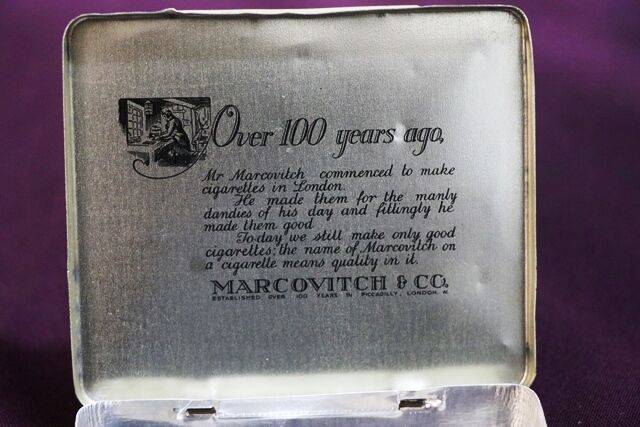 Over 100 years ago,
Mr Marcovitch commenced to make
cigarettes in London.
He made them for the manly
dandies of his day and fittingly he
made them good
To-day we still make only good
cigarettes; the name of Marcovitch on
a cigarette means quality in it.
MARCOVITCH & CO.
ESTABLISHED OVER 100 YEARS IN PICCADILLY, LONDON. W.